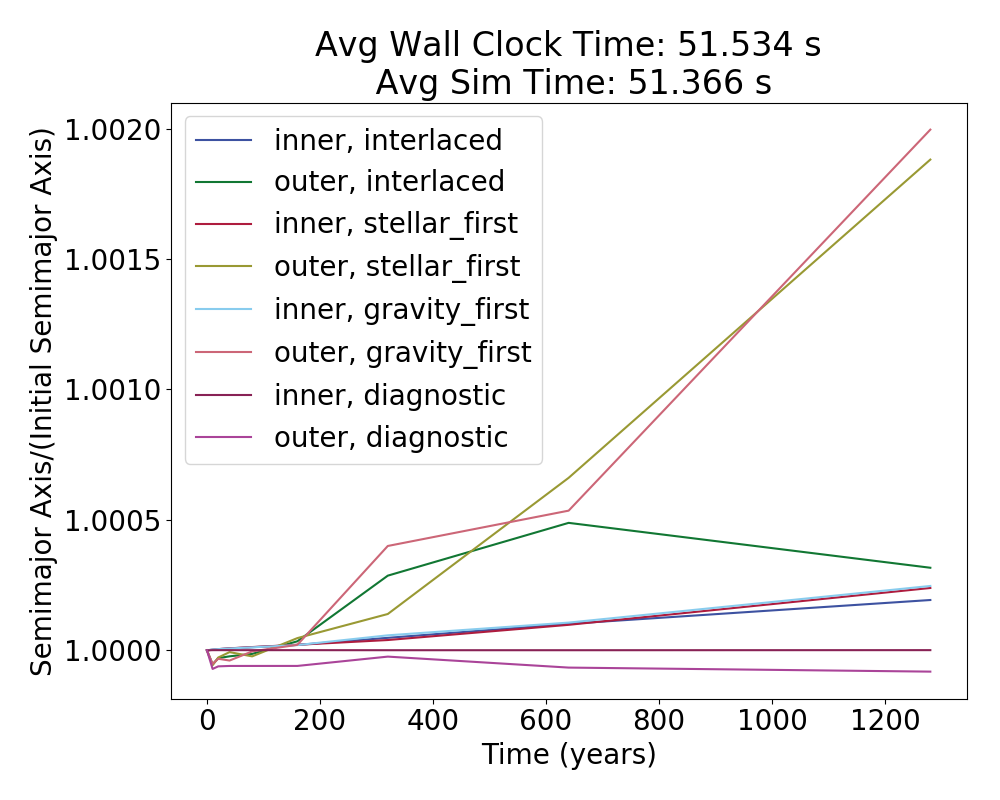 Avg Wall Clock Time: 51.534 s
Avg Sim Time: 51.366 s
Semimajor Axis/(Initial Semimajor Axis)
1.0020
1.0015
1.0010
1.0005
1.0000
inner, interlaced
outer, interlaced
inner, stellar_first
outer, stellar_first
inner, gravity_first
outer, gravity_first
inner, diagnostic
outer, diagnostic
0 200 400 600 800 1000 1200
Time (years)